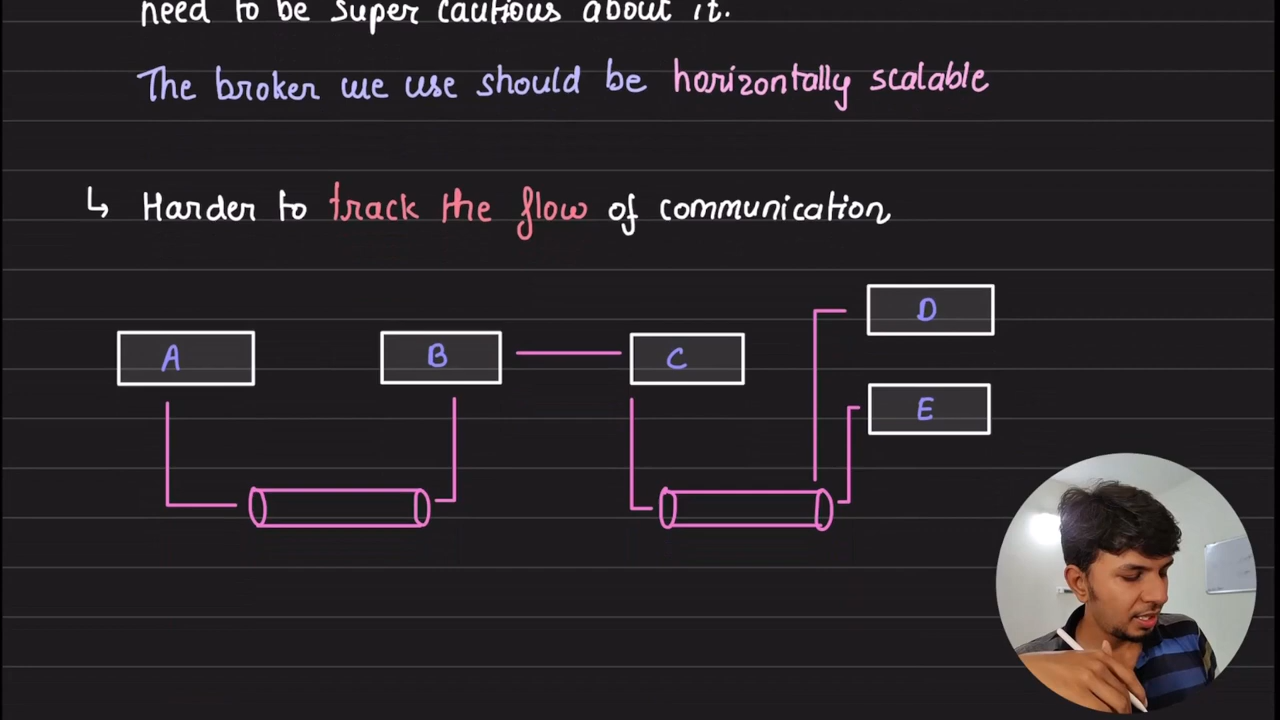 need to be super cautious about it.
The broker we use should be horizontally scalable
↳ Harder to track the flow of communication
D
A B C
E